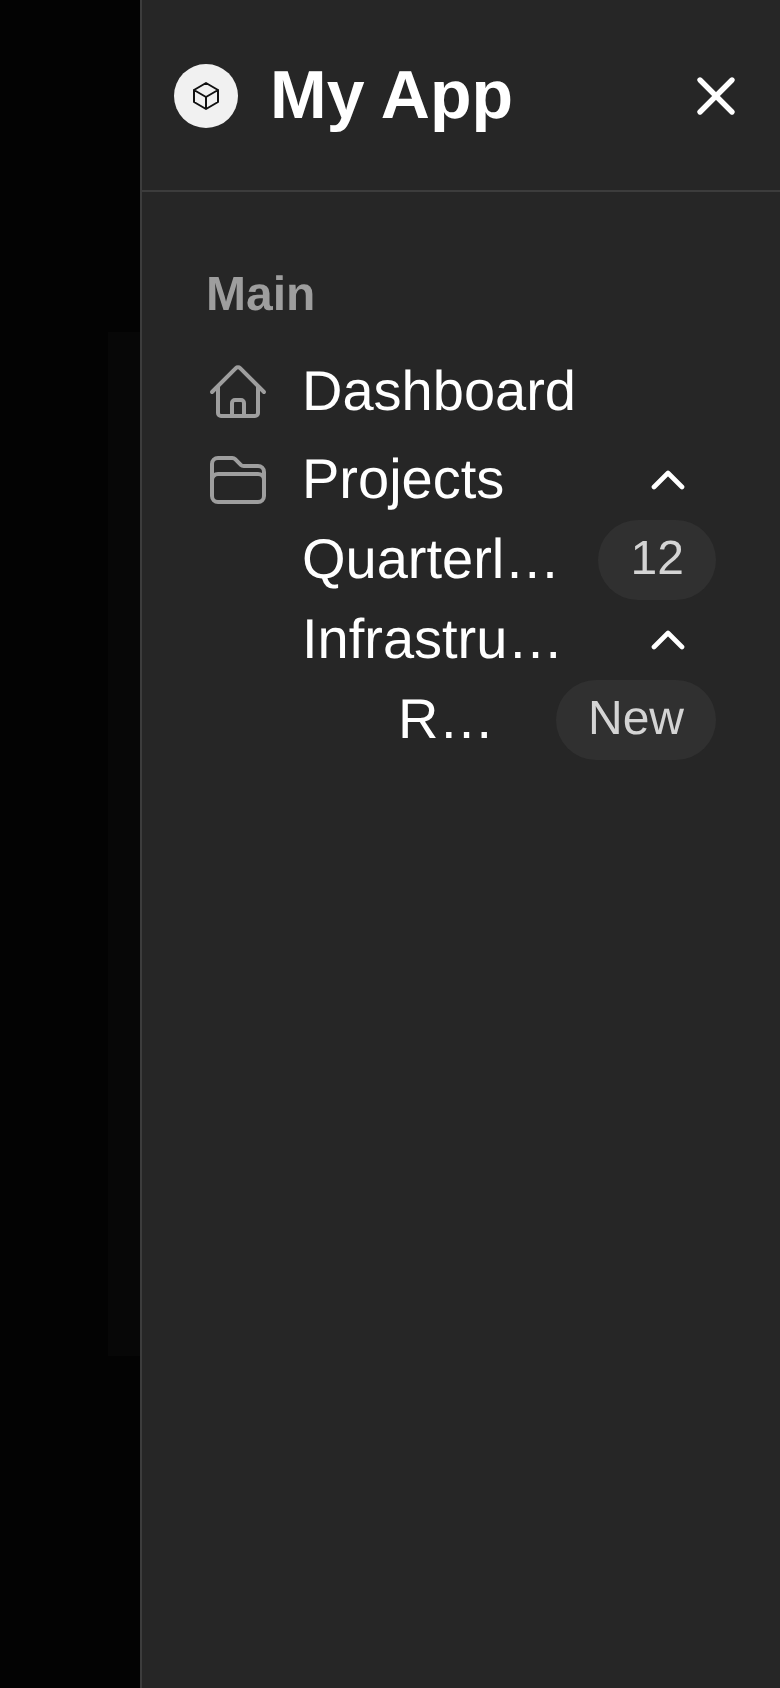 My App
Main
Dashboard
Projects
Quarterl… 12
Infrastru…
R… New